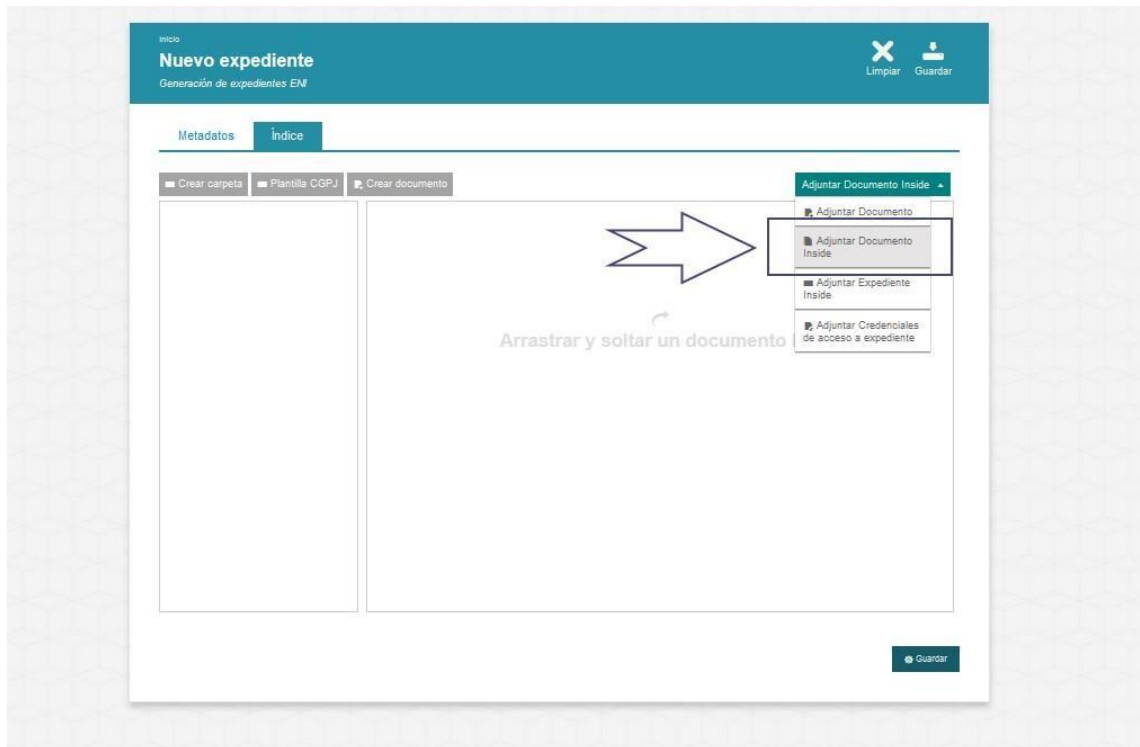 Inicio
Nuevo expediente
Generación de expedientes ENI
Limpiar
Guardar
Metadatos
Índice
Crear carpeta
Plantilla CGPJ
Crear documento
Adjuntar Documento Inside
Adjuntar Documento
Adjuntar Documento
Inside
Adjuntar Expediente
Inside
Adjuntar Credenciales
de acceso a expediente
Arrastrar y soltar un documento
Guardar